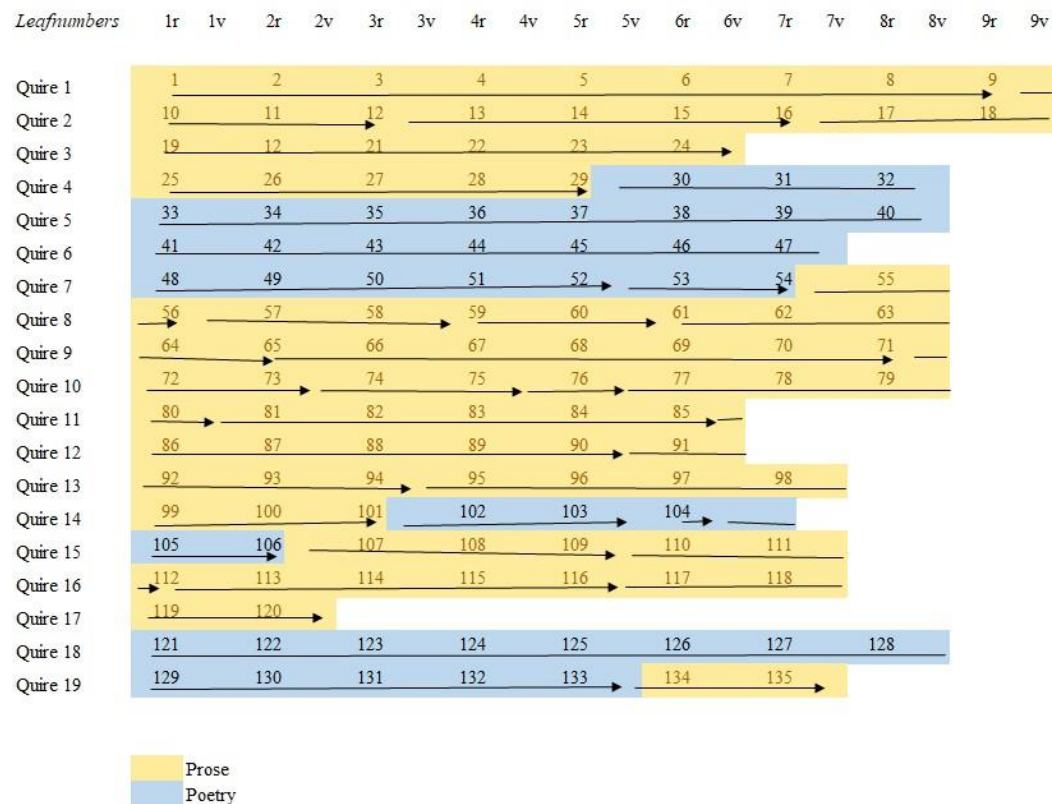 Leafnumbers 1r 1v 2r 2v 3r 3v 4r 4v 5r 5v 6r 6v 7r 7v 8r 8v 9r 9v
Quire 1 1 2 3 4 5 6 7 8 9
Quire 2 10 11 12 13 14 15 16 17 18
Quire 3 19 12 21 22 23 24
Quire 4 25 26 27 28 29 30 31 32
Quire 5 33 34 35 36 37 38 39 40
Quire 6 41 42 43 44 45 46 47
Quire 7 48 49 50 51 52 53 54 55
Quire 8 56 57 58 59 60 61 62 63
Quire 9 64 65 66 67 68 69 70 71
Quire 10 72 73 74 75 76 77 78 79
Quire 11 80 81 82 83 84 85
Quire 12 86 87 88 89 90 91
Quire 13 92 93 94 95 96 97 98
Quire 14 99 100 101 102 103 104
Quire 15 105 106 107 108 109 110 111
Quire 16 112 113 114 115 116 117 118
Quire 17 119 120
Quire 18 121 122 123 124 125 126 127 128
Quire 19 129 130 131 132 133 134 135
Prose
Poetry